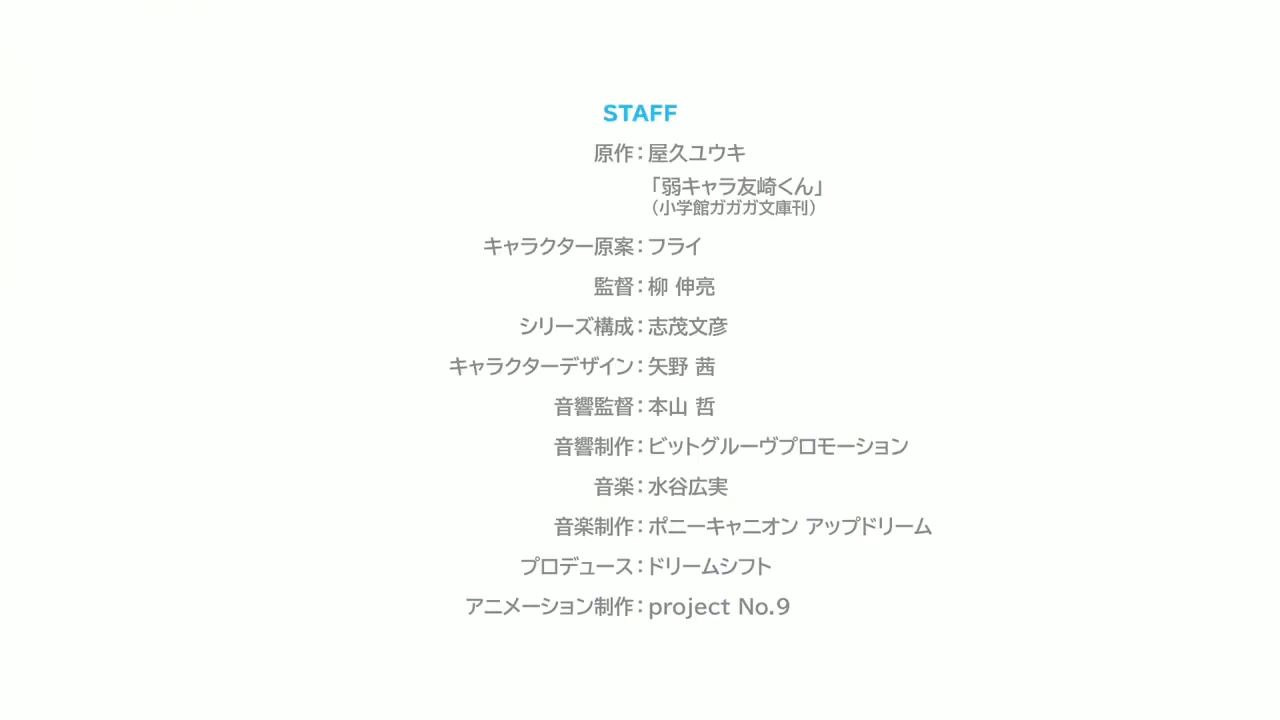 STAFF
原作：屋久ユウキ
「弱キャラ友崎くん」
（小学館ガガガ文庫刊）
キャラクター原案：フライ
監督：柳 伸亮
シリーズ構成：志茂文彦
キャラクターデザイン：矢野 茜
音響監督：本山 哲
音響制作：ビットグルーヴプロモーション
音楽：水谷広実
音楽制作：ポニーキャニオン アップドリーム
プロデュース：ドリームシフト
アニメーション制作：project No.9